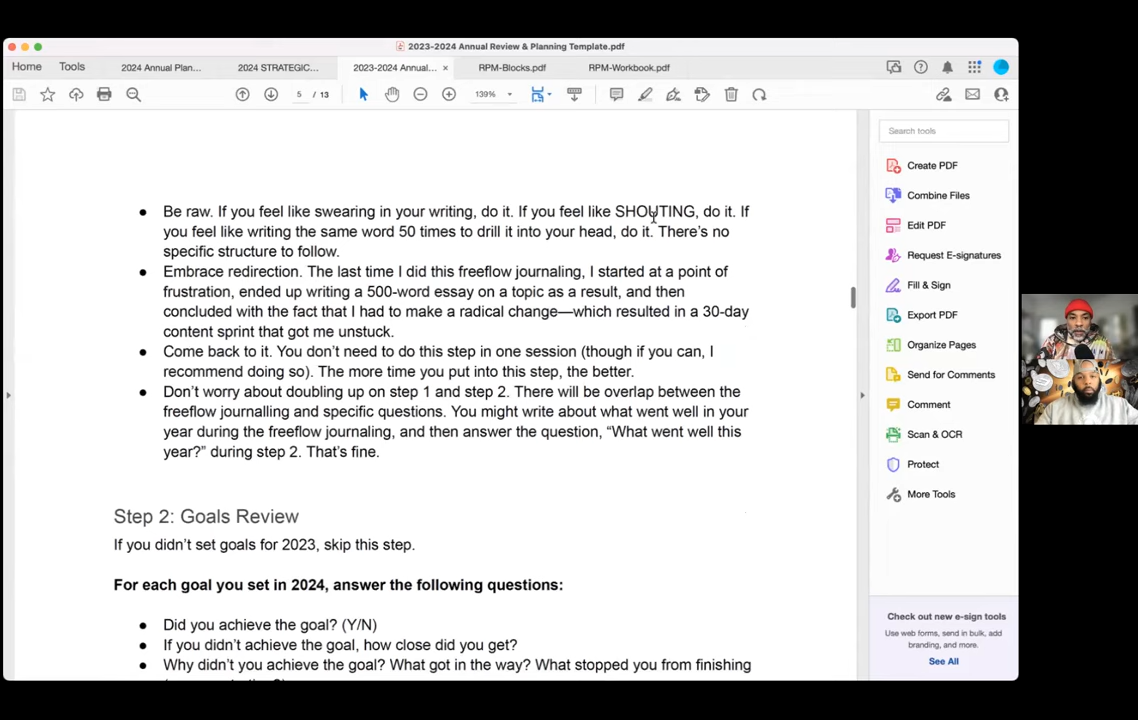 2023-2024 Annual Review & Planning Template.pdf
Home Tools 2024 Annual Plan... 2024 STRATEGIC... 2023-2024 Annual... × RPM-Blocks.pdf RPM-Workbook.pdf
5 / 13 139%
Search tools
Create PDF
Combine Files
Edit PDF
Request E-signatures
Fill & Sign
Export PDF
Organize Pages
Send for Comments
Comment
Scan & OCR
Protect
More Tools
Check out new e-sign tools
Use web forms, send in bulk, add
branding, and more.
See All
● Be raw. If you feel like swearing in your writing, do it. If you feel like SHOUTING, do it. If
you feel like writing the same word 50 times to drill it into your head, do it. There's no
specific structure to follow.
● Embrace redirection. The last time I did this freeflow journaling, I started at a point of
frustration, ended up writing a 500-word essay on a topic as a result, and then
concluded with the fact that I had to make a radical change—which resulted in a 30-day
content sprint that got me unstuck.
● Come back to it. You don't need to do this step in one session (though if you can, I
recommend doing so). The more time you put into this step, the better.
● Don't worry about doubling up on step 1 and step 2. There will be overlap between the
freeflow journalling and specific questions. You might write about what went well in your
year during the freeflow journaling, and then answer the question, "What went well this
year?" during step 2. That's fine.
Step 2: Goals Review
If you didn't set goals for 2023, skip this step.
For each goal you set in 2024, answer the following questions:
● Did you achieve the goal? (Y/N)
● If you didn't achieve the goal, how close did you get?
● Why didn't you achieve the goal? What got in the way? What stopped you from finishing